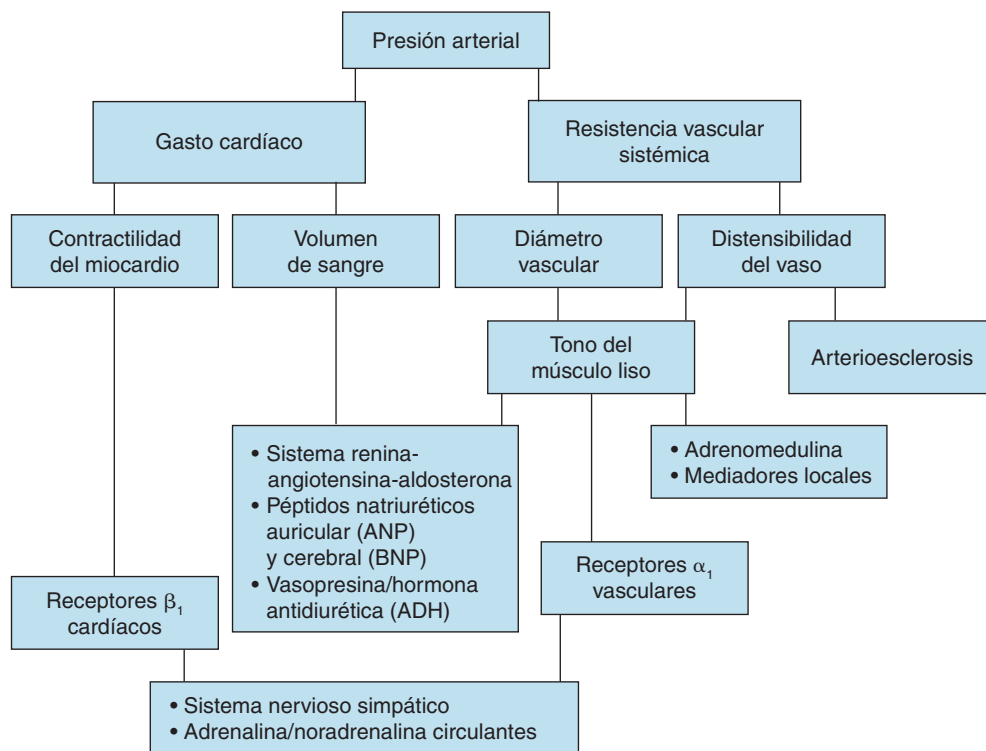 Presión arterial
Gasto cardíaco
Resistencia vascular
sistémica
Contractilidad
del miocardio
Volumen
de sangre
Diámetro
vascular
Distensibilidad
del vaso
Tono del
músculo liso
Arterioesclerosis
• Sistema renina-
angiotensina-aldosterona
• Péptidos natriuréticos
auricular (ANP)
y cerebral (BNP)
• Vasopresina/hormona
antidiurética (ADH)
• Adrenomedulina
• Mediadores locales
Receptores β₁
cardíacos
Receptores α₁
vasculares
• Sistema nervioso simpático
• Adrenalina/noradrenalina circulantes